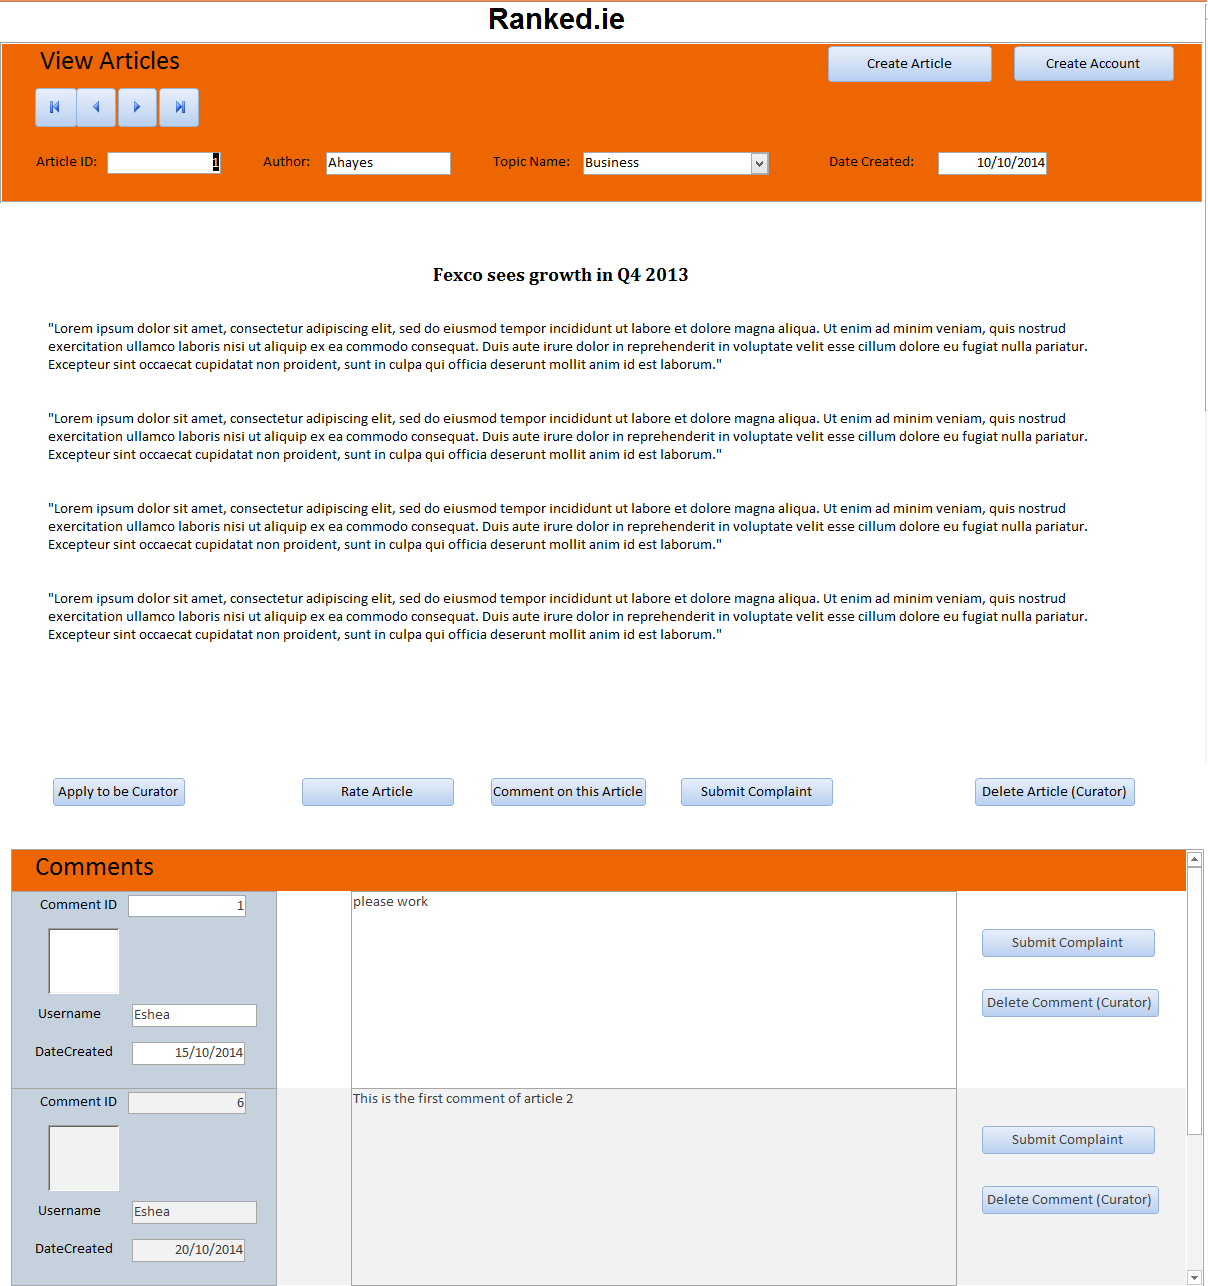 Ranked.ie
View Articles
Create Article
Create Account
Article ID: 1
Author: Ahayes
Topic Name: Business
Date Created: 10/10/2014
Fexco sees growth in Q4 2013
"Lorem ipsum dolor sit amet, consectetur adipiscing elit, sed do eiusmod tempor incididunt ut labore et dolore magna aliqua. Ut enim ad minim veniam, quis nostrud
exercitation ullamco laboris nisi ut aliquip ex ea commodo consequat. Duis aute irure dolor in reprehenderit in voluptate velit esse cillum dolore eu fugiat nulla pariatur.
Excepteur sint occaecat cupidatat non proident, sunt in culpa qui officia deserunt mollit anim id est laborum."
"Lorem ipsum dolor sit amet, consectetur adipiscing elit, sed do eiusmod tempor incididunt ut labore et dolore magna aliqua. Ut enim ad minim veniam, quis nostrud
exercitation ullamco laboris nisi ut aliquip ex ea commodo consequat. Duis aute irure dolor in reprehenderit in voluptate velit esse cillum dolore eu fugiat nulla pariatur.
Excepteur sint occaecat cupidatat non proident, sunt in culpa qui officia deserunt mollit anim id est laborum."
"Lorem ipsum dolor sit amet, consectetur adipiscing elit, sed do eiusmod tempor incididunt ut labore et dolore magna aliqua. Ut enim ad minim veniam, quis nostrud
exercitation ullamco laboris nisi ut aliquip ex ea commodo consequat. Duis aute irure dolor in reprehenderit in voluptate velit esse cillum dolore eu fugiat nulla pariatur.
Excepteur sint occaecat cupidatat non proident, sunt in culpa qui officia deserunt mollit anim id est laborum."
"Lorem ipsum dolor sit amet, consectetur adipiscing elit, sed do eiusmod tempor incididunt ut labore et dolore magna aliqua. Ut enim ad minim veniam, quis nostrud
exercitation ullamco laboris nisi ut aliquip ex ea commodo consequat. Duis aute irure dolor in reprehenderit in voluptate velit esse cillum dolore eu fugiat nulla pariatur.
Excepteur sint occaecat cupidatat non proident, sunt in culpa qui officia deserunt mollit anim id est laborum."
Apply to be Curator
Rate Article
Comment on this Article
Submit Complaint
Delete Article (Curator)
Comments
Comment ID 1
please work
Submit Complaint
Delete Comment (Curator)
Username Eshea
DateCreated 15/10/2014
Comment ID 6
This is the first comment of article 2
Submit Complaint
Delete Comment (Curator)
Username Eshea
DateCreated 20/10/2014